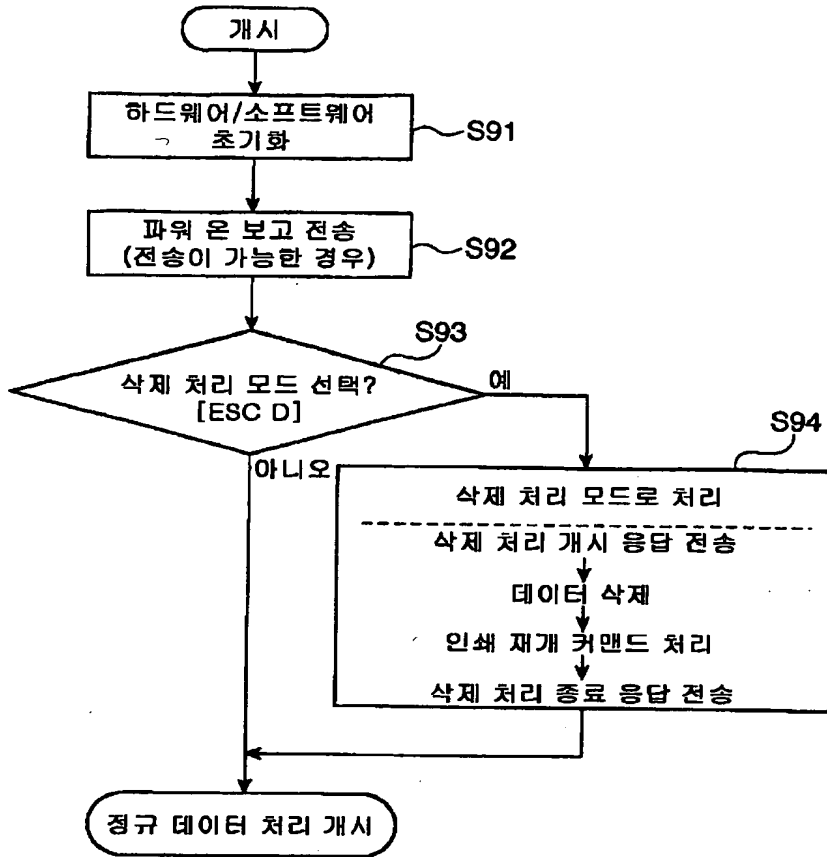 개시
하드웨어/소프트웨어
초기화
S91
파워 온 보고 전송
(전송이 가능한 경우)
S92
S93
삭제 처리 모드 선택?
[ESC D]
예
아니오
S94
삭제 처리 모드로 처리
삭제 처리 개시 응답 전송
데이터 삭제
인쇄 재개 커맨드 처리
삭제 처리 종료 응답 전송
정규 데이터 처리 개시